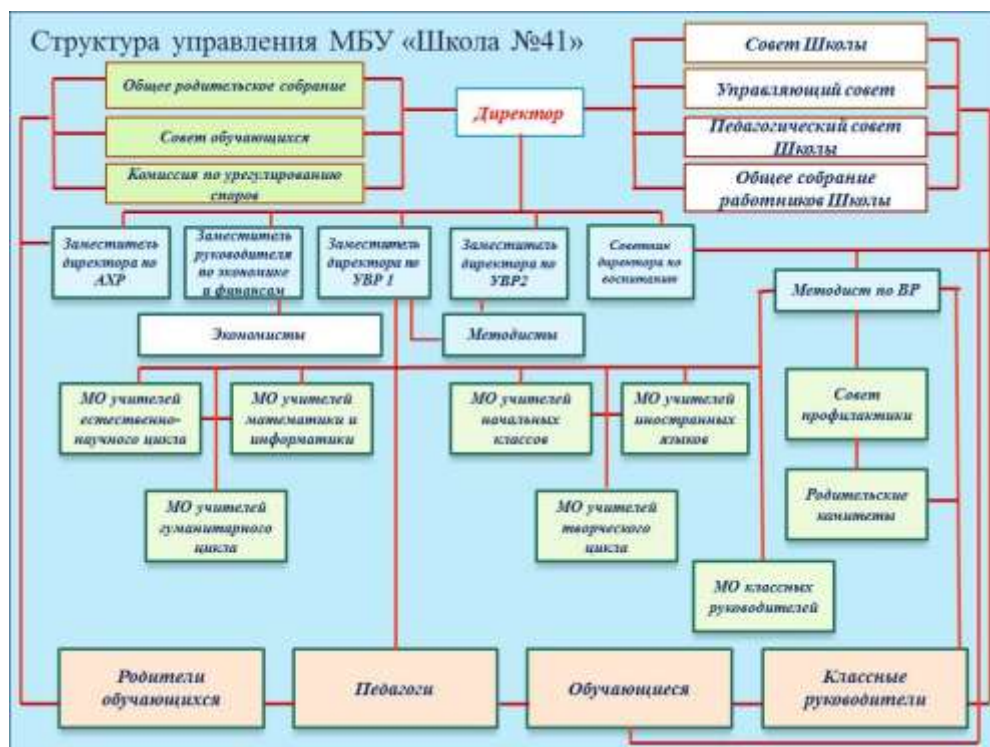 Структура управления МБУ «Школа №41»
Общее родительское собрание
Совет обучающихся
Комиссия по урегулированию
споров
Директор
Совет Школы
Управляющий совет
Педагогический совет
Школы
Общее собрание
работников Школы
Заместитель
директора по
АХР
Заместитель
руководителя
по экономике
и финансам
Заместитель
директора по
УВР 1
Заместитель
директора по
УВР2
Советник
директора по
воспитанию
Методист по ВР
Экономисты
Методисты
МО учителей
естественно-
научного цикла
МО учителей
математики и
информатики
МО учителей
начальных
классов
МО учителей
иностранных
языков
Совет
профилактики
МО учителей
гуманитарного
цикла
МО учителей
творческого
цикла
Родительские
комитеты
МО классных
руководителей
Родители
обучающихся
Педагоги
Обучающиеся
Классные
руководители